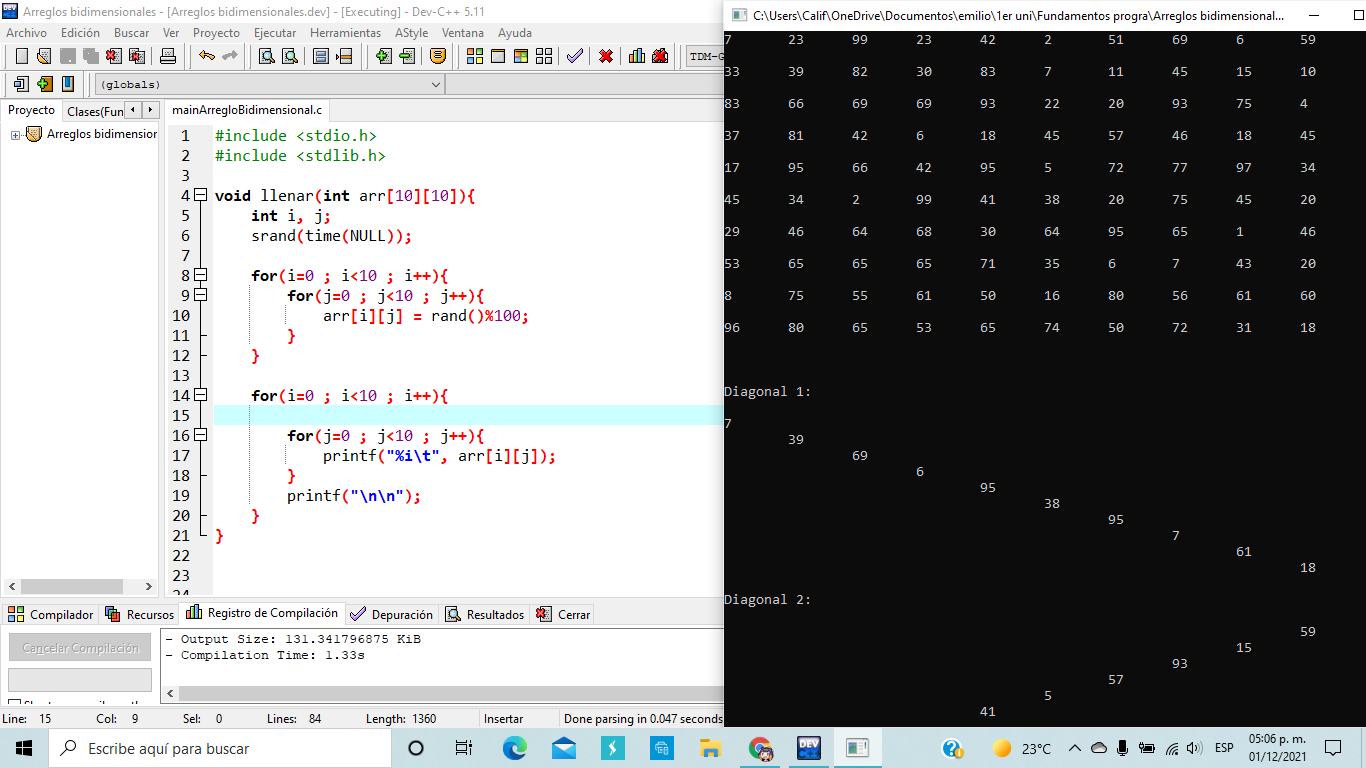 Arreglos bidimensionales - [Arreglos bidimensionales.dev] - [Executing] - Dev-C++ 5.11
Archivo Edición Buscar Ver Proyecto Ejecutar Herramientas AStyle Ventana Ayuda
TDM-G
(globals)
Proyecto Clases(Fun
mainArregloBidimensional.c
Arreglos bidimension
1 #include <stdio.h>
2 #include <stdlib.h>
3
4 void llenar(int arr[10][10]){
5 int i, j;
6 srand(time(NULL));
7
8 for(i=0 ; i<10 ; i++){
9 for(j=0 ; j<10 ; j++){
10 arr[i][j] = rand()%100;
11 }
12 }
13
14 for(i=0 ; i<10 ; i++){
15
16 for(j=0 ; j<10 ; j++){
17 printf("%i\t", arr[i][j]);
18 }
19 printf("\n\n");
20 }
21 }
22
23
24
Compilador Recursos Registro de Compilación Depuración Resultados Cerrar
Cancelar Compilación
- Output Size: 131.341796875 KiB
- Compilation Time: 1.33s
Line: 15 Col: 9 Sel: 0 Lines: 84 Length: 1360 Insertar Done parsing in 0.047 seconds
C:\Users\Calif\OneDrive\Documentos\emilio\1er uni\Fundamentos progra\Arreglos bidimensional...
7 23 99 23 42 2 51 69 6 59
33 39 82 30 83 7 11 45 15 10
83 66 69 69 93 22 20 93 75 4
37 81 42 6 18 45 57 46 18 45
17 95 66 42 95 5 72 77 97 34
45 34 2 99 41 38 20 75 45 20
29 46 64 68 30 64 95 65 1 46
53 65 65 65 71 35 6 7 43 20
8 75 55 61 50 16 80 56 61 60
96 80 65 53 65 74 50 72 31 18
Diagonal 1:
7
39
69
6
95
38
95
7
61
18
Diagonal 2:
59
15
93
57
5
41
Escribe aquí para buscar
DEV
23°C
ESP
05:06 p. m.
01/12/2021